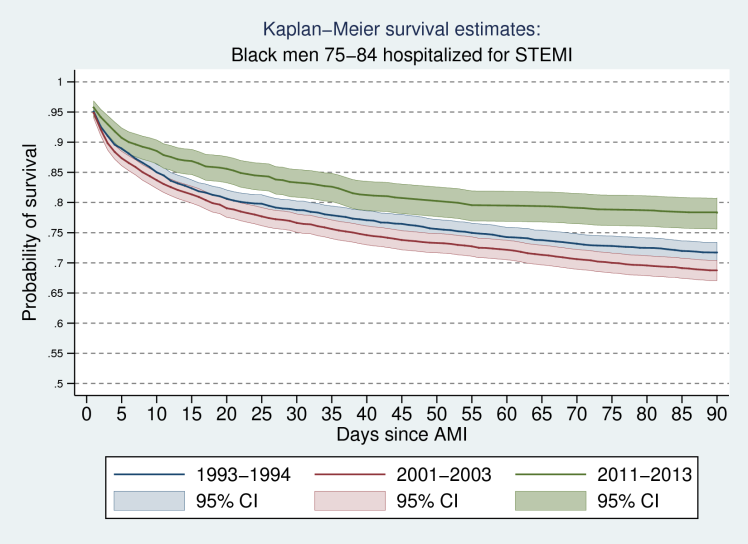 Kaplan−Meier survival estimates:
Black men 75−84 hospitalized for STEMI
Probability of survival
1
.95
.9
.85
.8
.75
.7
.65
.6
.55
.5
0 5 10 15 20 25 30 35 40 45 50 55 60 65 70 75 80 85 90
Days since AMI
1993−1994 2001−2003 2011−2013
95% CI 95% CI 95% CI